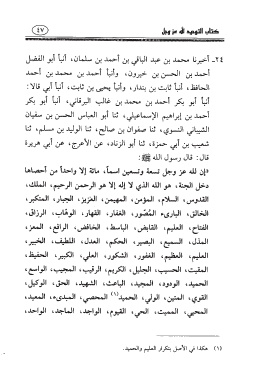 كتاب التوحيد لله عز وجل
٤٧
٢٤ـ أخبرنا محمد بن عبد الباقي بن أحمد بن سلمان، أنبأ أبو الفضل
أحمد بن الحسن بن خيرون، وأنبأ أحمد بن محمد بن أحمد
الحافظ، أنبأ ثابت بن بندار، وأنبأ يحيى بن ثابت، أنبأ أبي قالا:
أنبأ أبو بكر أحمد بن محمد بن غالب البرقاني، أنبأ أبو بكر
أحمد بن إبراهيم الإسماعيلي، ثنا أبو العباس الحسن بن سفيان
الشيباني النسوي، ثنا صفوان بن صالح، ثنا الوليد بن مسلم، ثنا
شعيب بن أبي حمزة، ثنا أبو الزناد، عن الأعرج، عن أبي هريرة
قال: قال رسول الله ﷺ:
«إن لله عز وجل تسعة وتسعين اسماً، مائة إلا واحداً من أحصاها
دخل الجنة، هو الله الذي لا إله إلا هو الرحمن الرحيم، الملك،
القدوس، السلام، المؤمن، المهيمن، العزيز، الجبار، المتكبر،
الخالق، البارىء، المُصَوّر، الغفار، القهار، الوهّاب، الرزاق،
الفتاح، العليم، القابض، الباسط، الخافض، الرافع، المعز،
المذل، السميع، البصير، الحكم، العدل، اللطيف، الخبير،
العليم، العظيم، الغفور، الشكور، العلي، الكبير، الحفيظ،
المقيت، الحسيب، الجليل، الكريم، الرقيب، المجيب، الواسع،
الحميد، الودود، المجيد، الباعث، الشهيد، الحق، الوكيل،
القوي، المتين، الولي، الحميد(١) المحصي، المبدىء، المعيد،
المحيي، المميت، الحي، القيوم، الواجد، الماجد، الواحد،
(١) هكذا في الأصل بتكرار العليم والحميد.